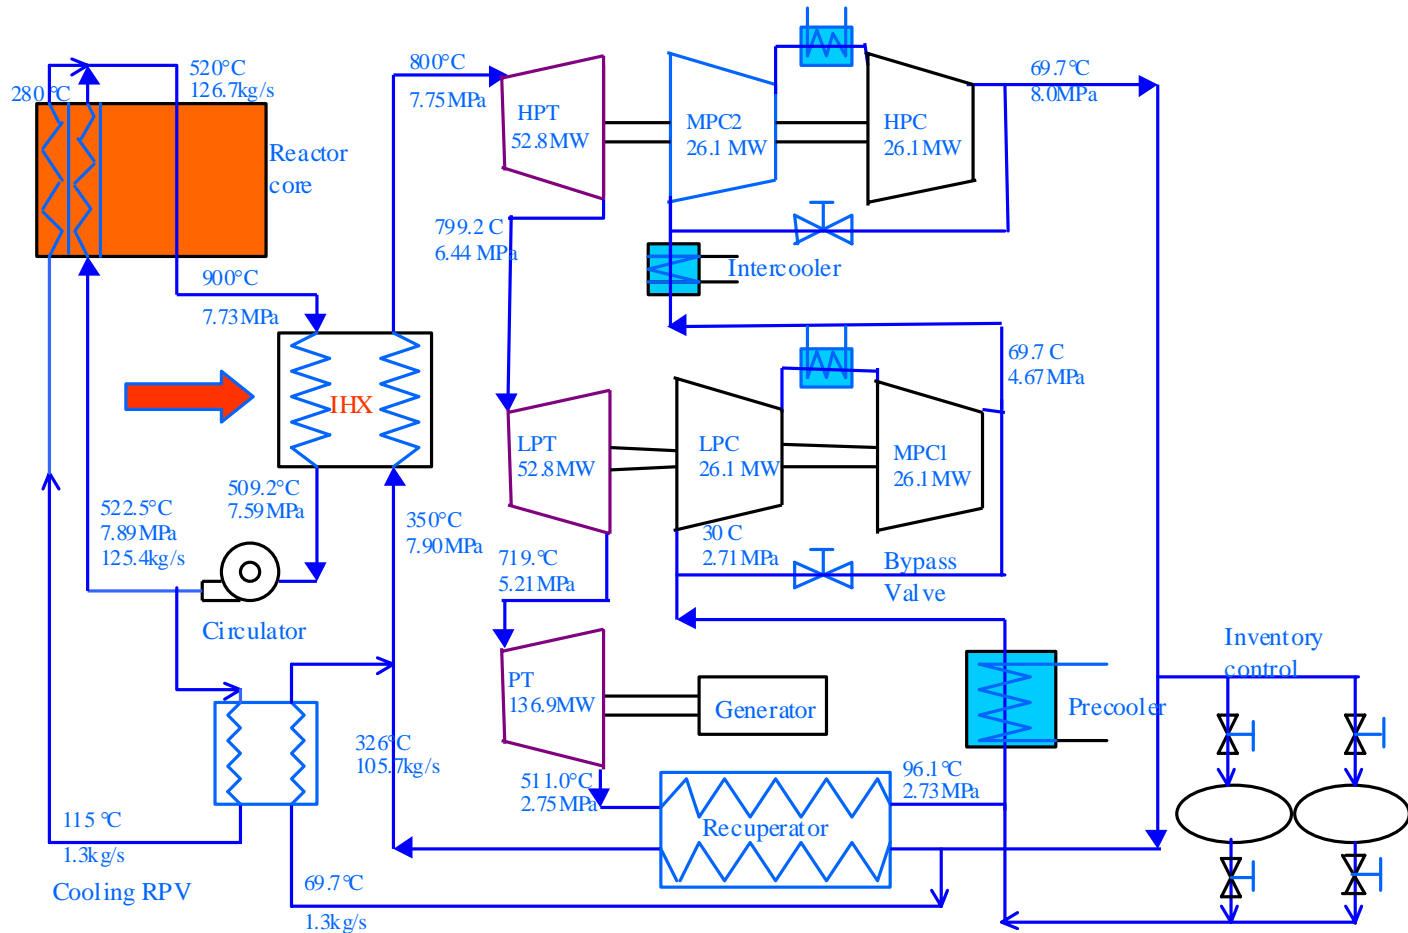 280 °C
520°C
126.7kg/s
Reactor
core
900°C
7.73MPa
IHX
509.2°C
7.59MPa
522.5°C
7.89MPa
125.4kg/s
Circulator
115 °C
1.3kg/s
Cooling RPV
69.7°C
1.3kg/s
326°C
105.7kg/s
350°C
7.90MPa
800°C
7.75MPa
HPT
52.8MW
MPC2
26.1 MW
HPC
26.1MW
69.7°C
8.0MPa
799.2 C
6.44 MPa
Intercooler
69.7 C
4.67MPa
LPT
52.8MW
LPC
26.1 MW
MPC1
26.1MW
30 C
2.71MPa
Bypass
Valve
719.°C
5.21MPa
PT
136.9MW
Generator
Precooler
Inventory
control
511.0°C
2.75MPa
Recuperator
96.1°C
2.73MPa